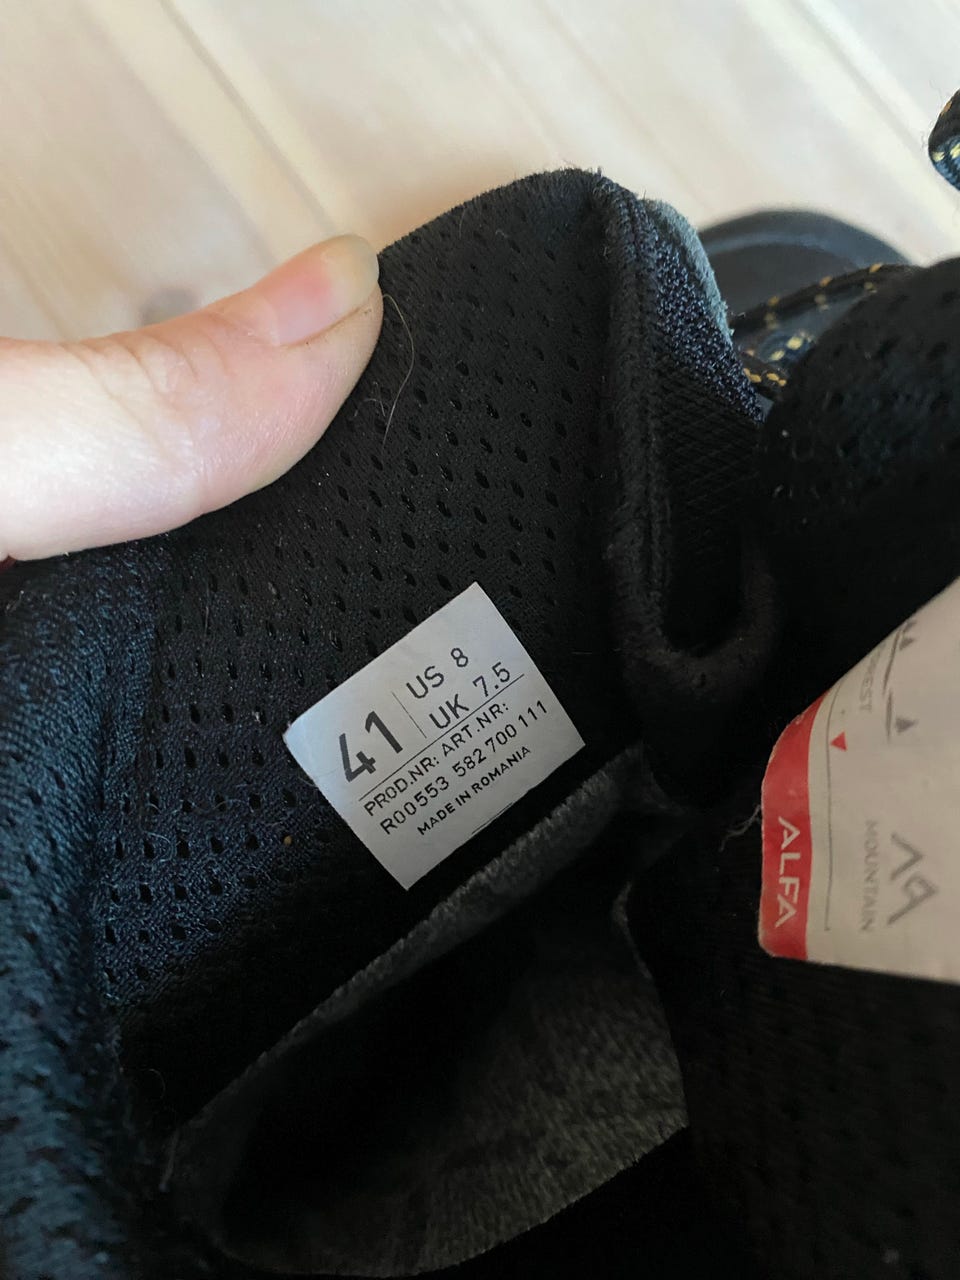 41
US 8
UK 7.5
PROD.NR: ART.NR:
R00553 582 700 111
MADE IN ROMANIA
ALFA
MOUNTAIN